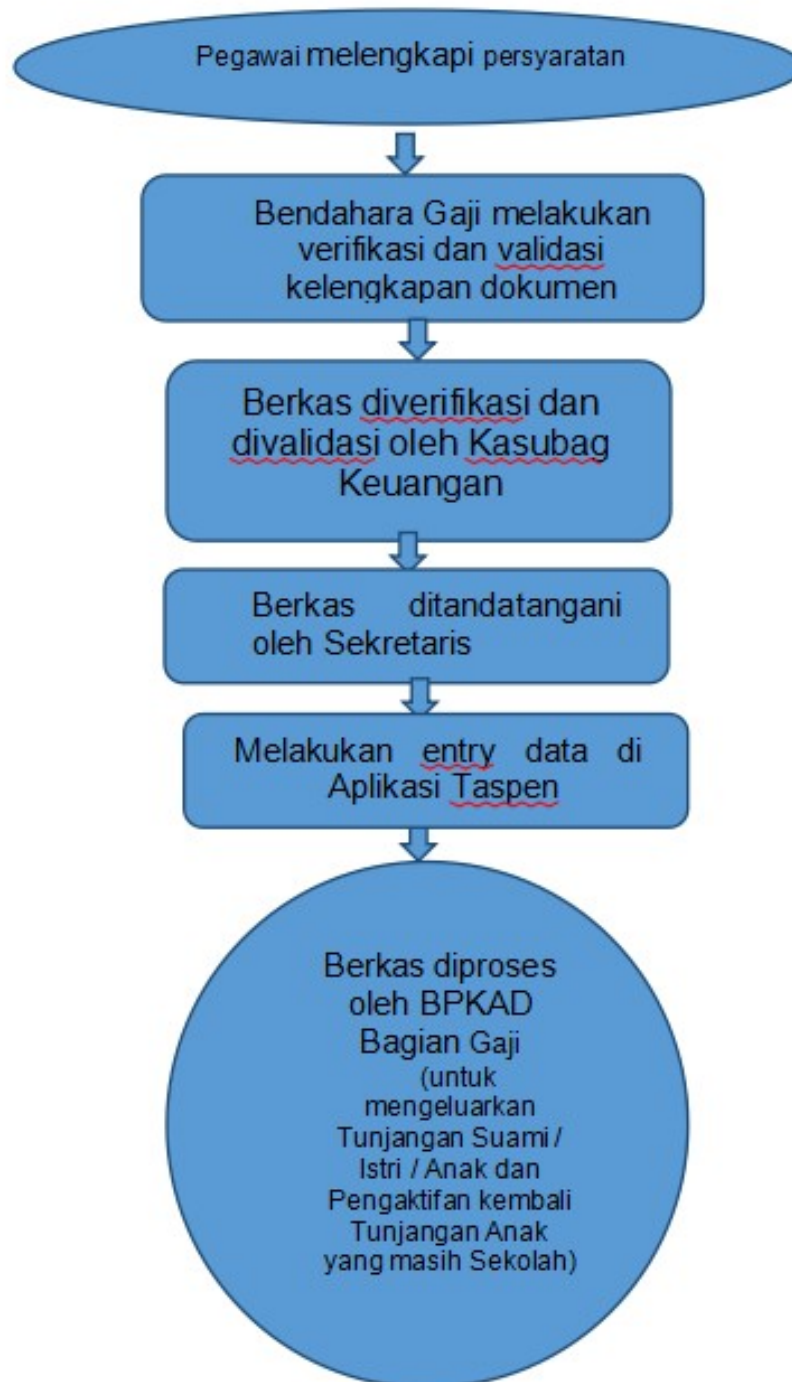 Pegawai melengkapi persyaratan
Bendahara Gaji melakukan
verifikasi dan validasi
kelengkapan dokumen
Berkas diverifikasi dan
divalidasi oleh Kasubag
Keuangan
Berkas ditandatangani
oleh Sekretaris
Melakukan entry data di
Aplikasi Taspen
Berkas diproses
oleh BPKAD
Bagian Gaji
(untuk
mengeluarkan
Tunjangan Suami /
Istri / Anak dan
Pengaktifan kembali
Tunjangan Anak
yang masih Sekolah)